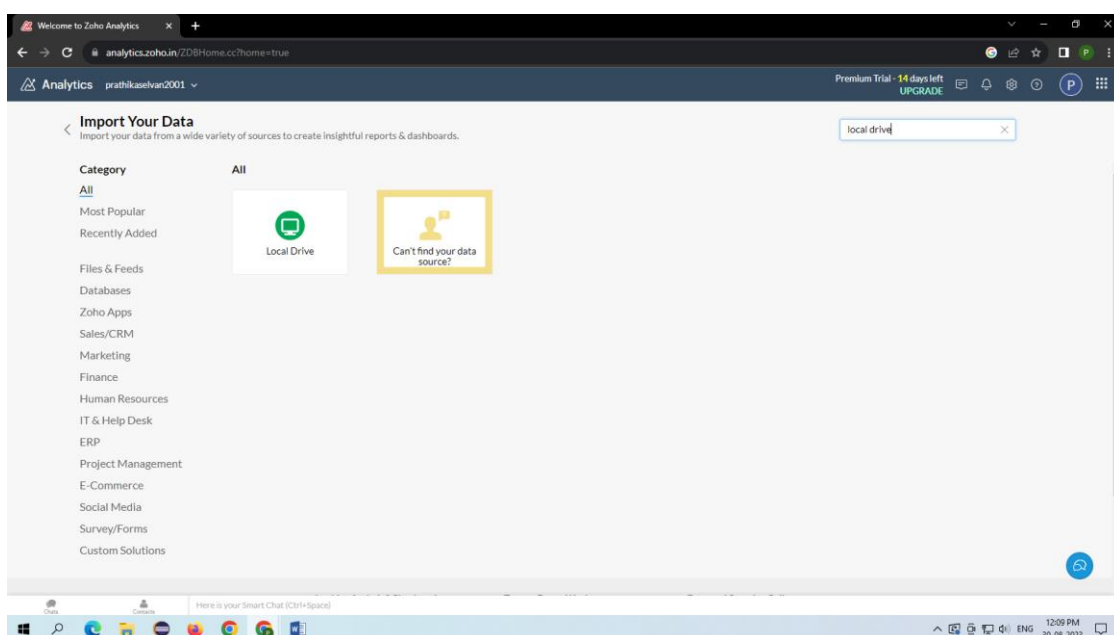 Welcome to Zoho Analytics
analytics.zoho.in/ZDBHome.cc?home=true
P
Analytics prathikaselvan2001
Premium Trial - 14 days left
UPGRADE
P
Import Your Data
Import your data from a wide variety of sources to create insightful reports & dashboards.
local drive
Category
All
Most Popular
Recently Added
Files & Feeds
Databases
Zoho Apps
Sales/CRM
Marketing
Finance
Human Resources
IT & Help Desk
ERP
Project Management
E-Commerce
Social Media
Survey/Forms
Custom Solutions
All
Local Drive
Can't find your data
source?
Chats
Contacts
Here is your Smart Chat (Ctrl+Space)
ENG
12:09 PM